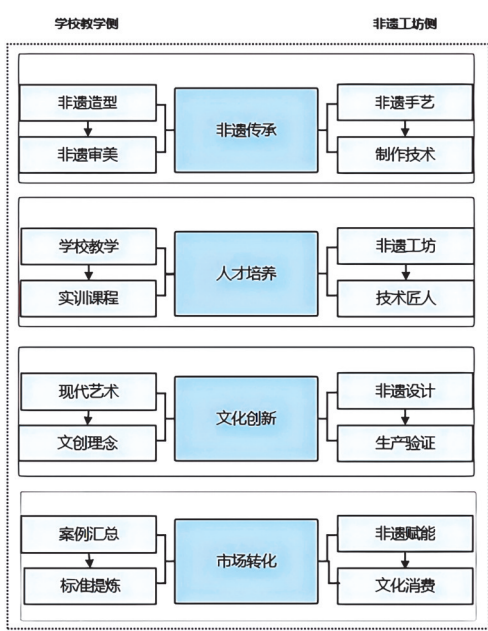 学校教学侧 非遗工坊侧
非遗造型 非遗传承 非遗手艺
非遗审美 制作技术
学校教学 人才培养 非遗工坊
实训课程 技术匠人
现代艺术 文化创新 非遗设计
文创理念 生产验证
案例汇总 市场转化 非遗赋能
标准提炼 文化消费